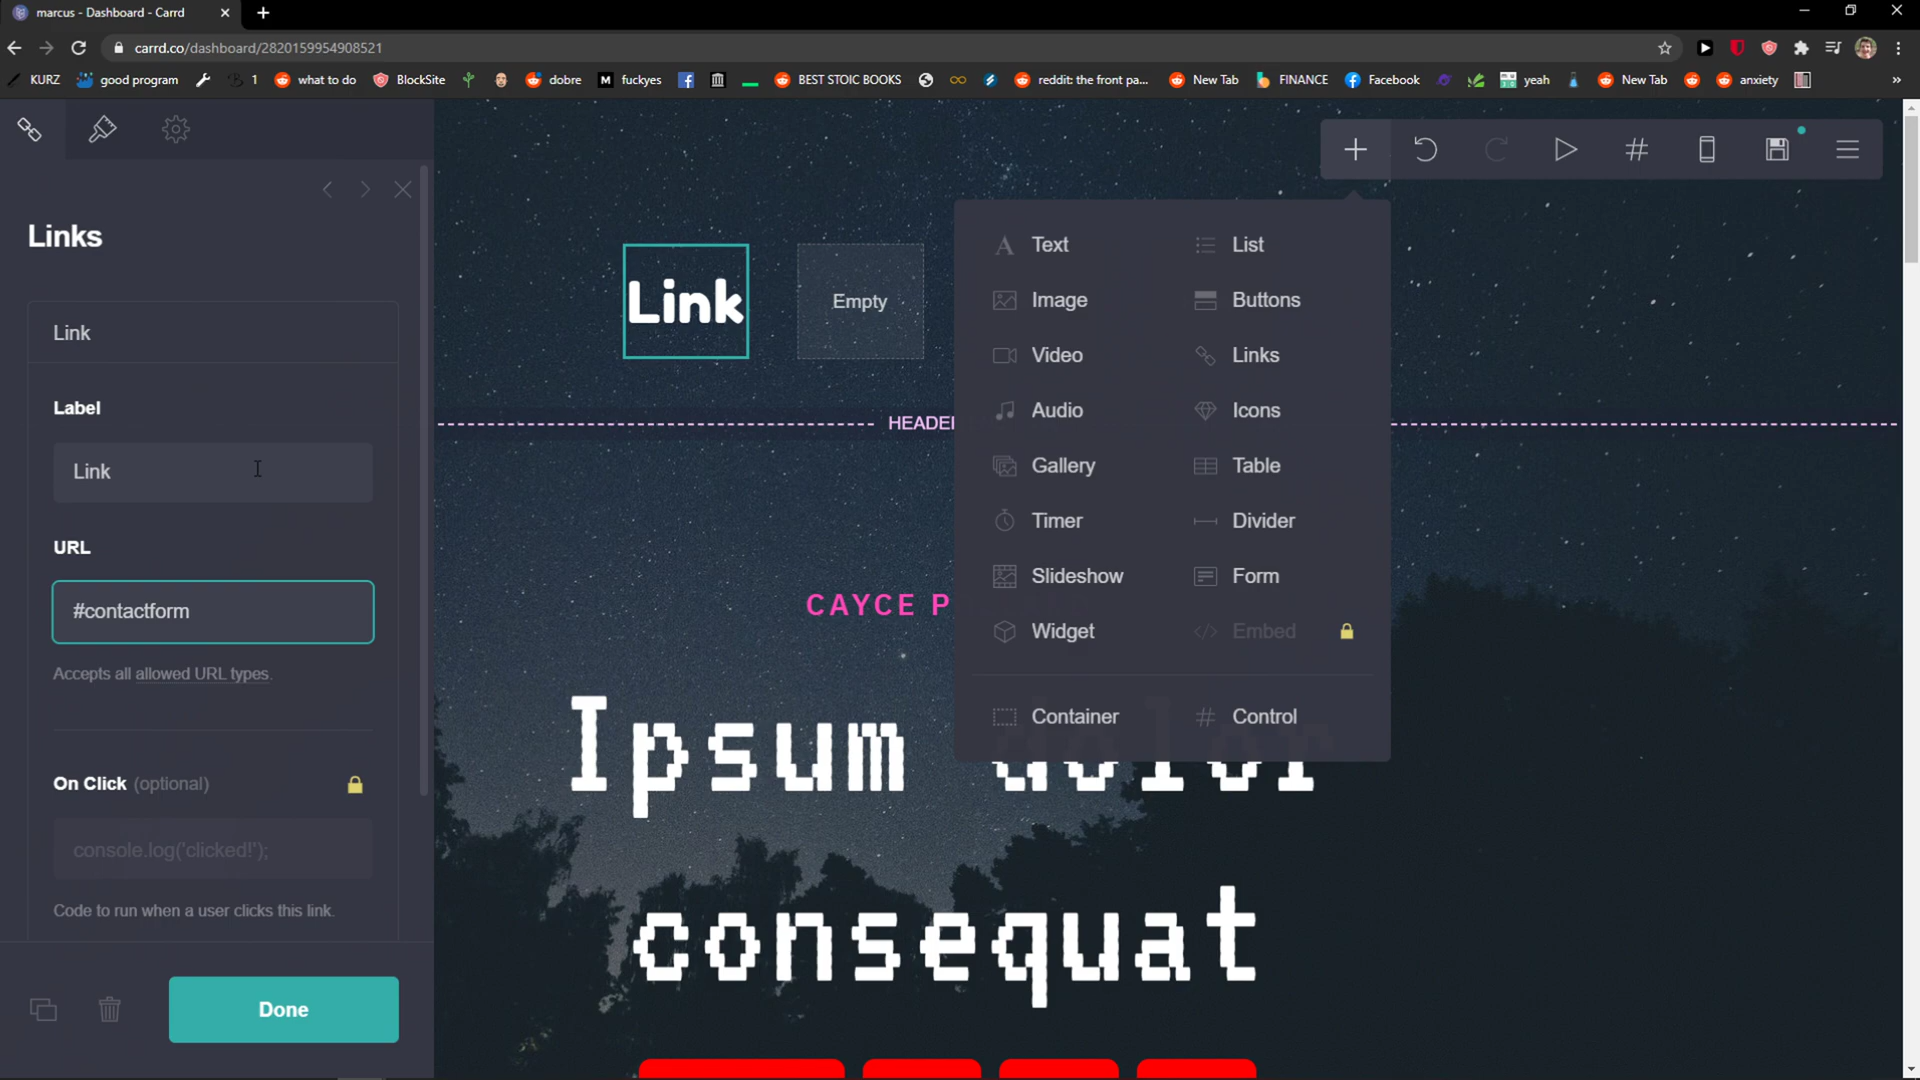 marcus - Dashboard - Carrd
carrd.co/dashboard/2820159954908521
KURZ
good program
1
what to do
BlockSite
dobre
fuckyes
BEST STOIC BOOKS
reddit: the front pa...
New Tab
FINANCE
Facebook
yeah
New Tab
anxiety
Links
Link
Label
Link
URL
#contactform
Accepts all allowed URL types.
On Click (optional)
console.log('clicked!');
Code to run when a user clicks this link.
Done
Link
Empty
HEADER
CAYCE P
Ipsum dolor
consequat
Text
List
Image
Buttons
Video
Links
Audio
Icons
Gallery
Table
Timer
Divider
Slideshow
Form
Widget
Embed
Container
Control